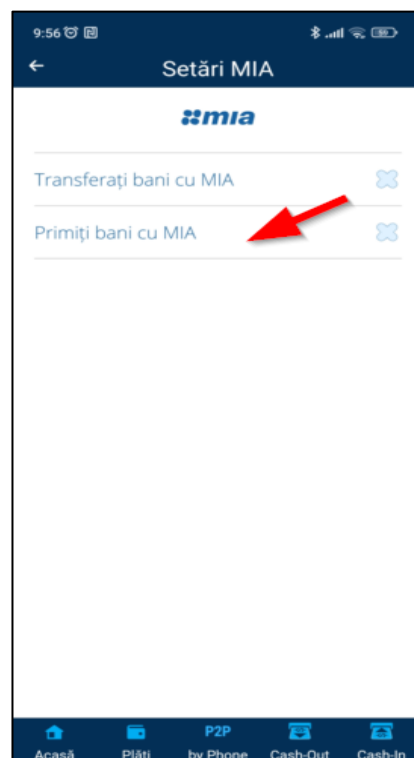 9:56
Setări MIA
mıa
Transferați bani cu MIA
Primiți bani cu MIA
P2P
Acasă Plăți by Phone Cash-Out Cash-In